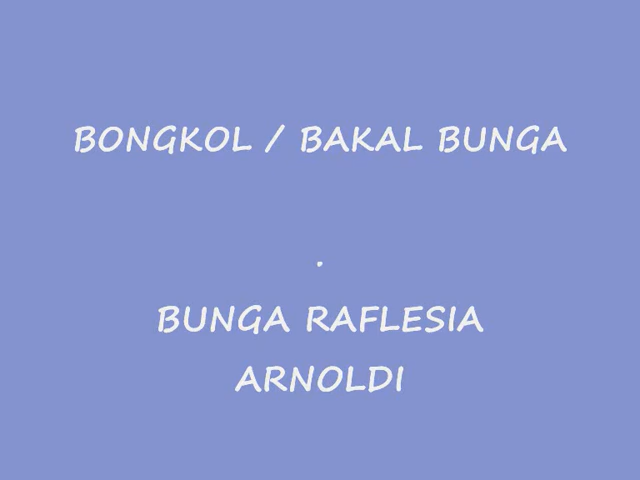 BONGKOL / BAKAL BUNGA
.
BUNGA RAFLESIA
ARNOLDI